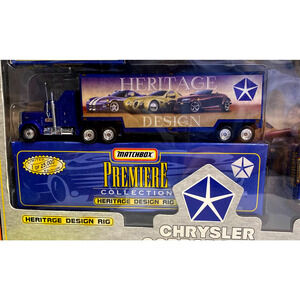 HERITAGE
DESIGN
MATCHBOX
PREMIERE
COLLECTION
HERITAGE DESIGN RIG
HERITAGE DESIGN RIG
CHRYSLER